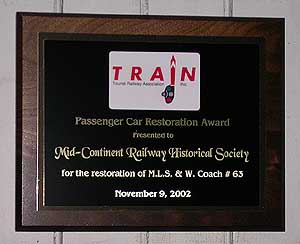 TRAIN
Tourist Railway Association Inc.
Passenger Car Restoration Award
Presented to
Mid-Continent Railway Historical Society
for the restoration of M.L.S. & W. Coach # 63
November 9, 2002